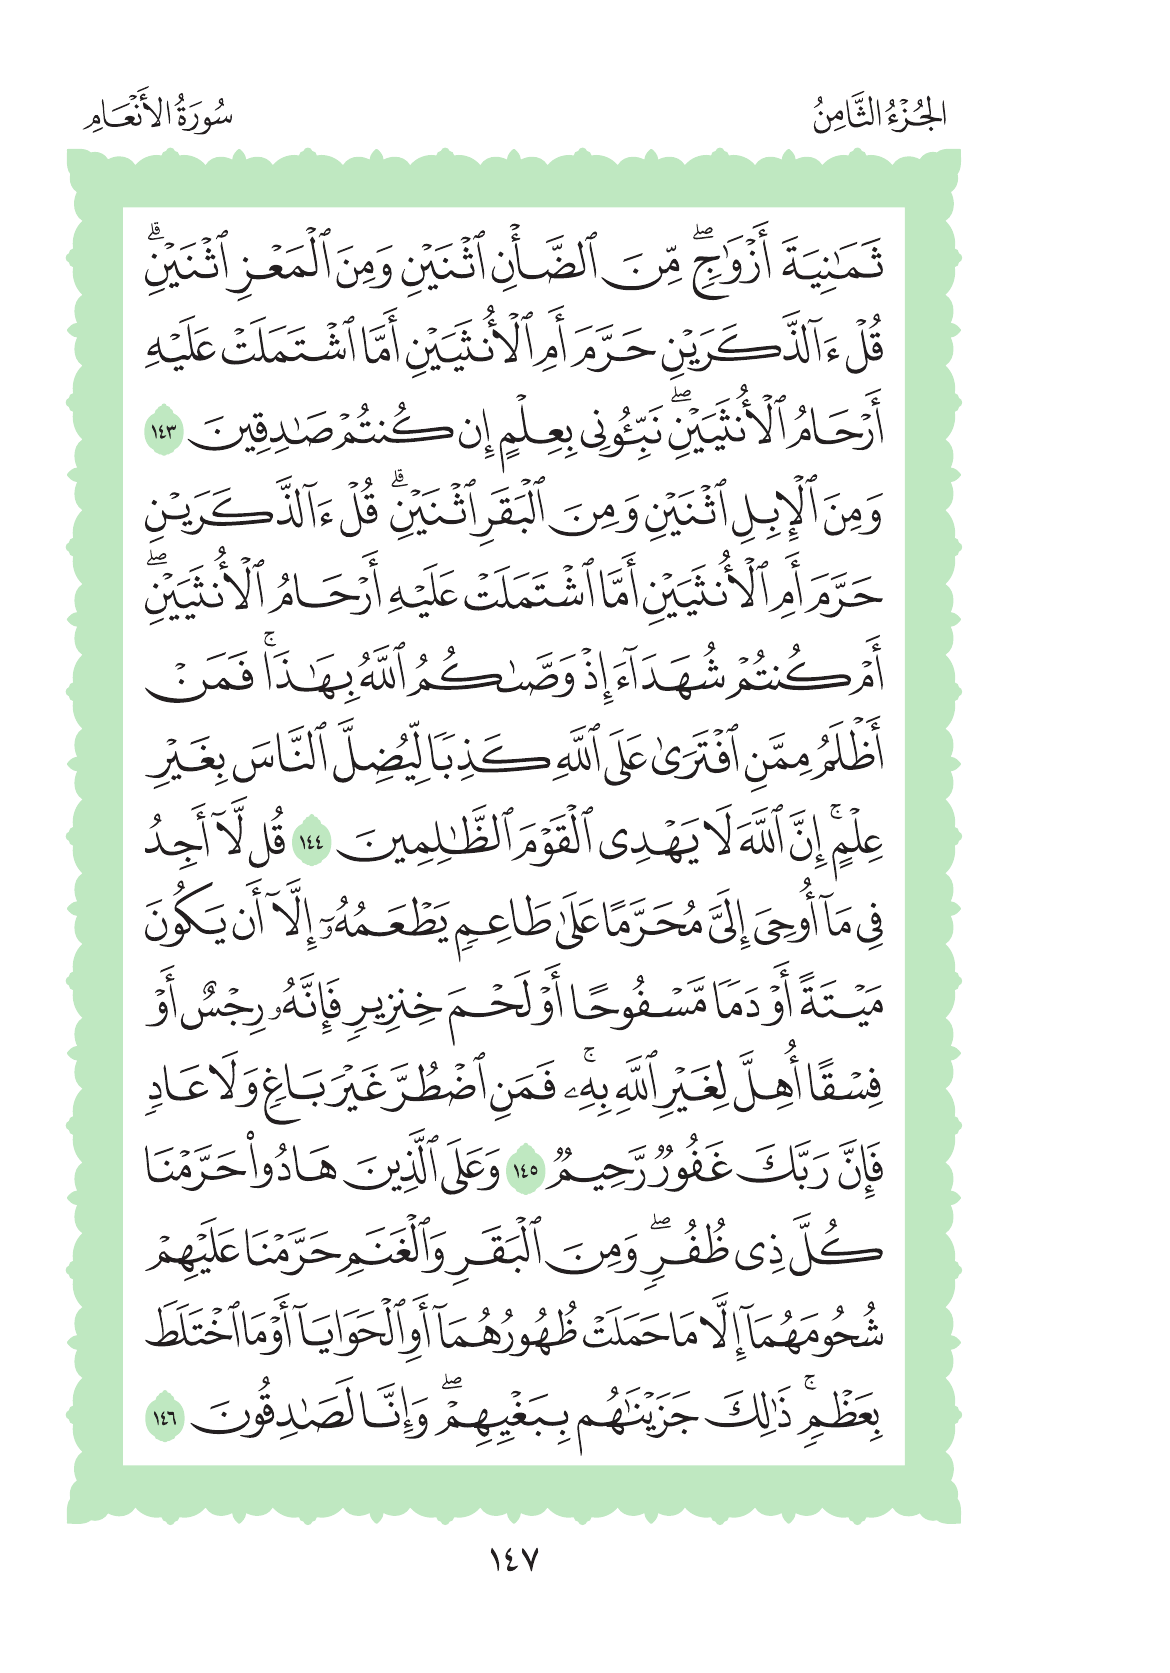 الجُزْءُ الثَّامِنُ
سُورَةُ الأَنْعَامِ
ثَمَٰنِيَةَ أَزْوَٰجٍۖ مِّنَ ٱلضَّأْنِ ٱثْنَيْنِ وَمِنَ ٱلْمَعْزِ ٱثْنَيْنِۗ
قُلْ ءَآلذَّكَرَيْنِ حَرَّمَ أَمِ ٱلْأُنثَيَيْنِ أَمَّا ٱشْتَمَلَتْ عَلَيْهِ
أَرْحَامُ ٱلْأُنثَيَيْنِۖ نَبِّـُٔونِى بِعِلْمٍ إِن كُنتُمْ صَٰدِقِينَ ١٤٣
وَمِنَ ٱلْإِبِلِ ٱثْنَيْنِ وَمِنَ ٱلْبَقَرِ ٱثْنَيْنِۗ قُلْ ءَآلذَّكَرَيْنِ
حَرَّمَ أَمِ ٱلْأُنثَيَيْنِ أَمَّا ٱشْتَمَلَتْ عَلَيْهِ أَرْحَامُ ٱلْأُنثَيَيْنِۖ
أَمْ كُنتُمْ شُهَدَآءَ إِذْ وَصَّىٰكُمُ ٱللَّهُ بِهَٰذَاۚ فَمَنْ
أَظْلَمُ مِمَّنِ ٱفْتَرَىٰ عَلَى ٱللَّهِ كَذِبًا لِّيُضِلَّ ٱلنَّاسَ بِغَيْرِ
عِلْمٍۚ إِنَّ ٱللَّهَ لَا يَهْدِى ٱلْقَوْمَ ٱلظَّٰلِمِينَ ١٤٤ قُل لَّآ أَجِدُ
فِى مَآ أُوحِىَ إِلَىَّ مُحَرَّمًا عَلَىٰ طَاعِمٍ يَطْعَمُهُۥٓ إِلَّآ أَن يَكُونَ
مَيْتَةً أَوْ دَمًا مَّسْفُوحًا أَوْ لَحْمَ خِنزِيرٍ فَإِنَّهُۥ رِجْسٌ أَوْ
فِسْقًا أُهِلَّ لِغَيْرِ ٱللَّهِ بِهِۦۚ فَمَنِ ٱضْطُرَّ غَيْرَ بَاغٍ وَلَا عَادٍ
فَإِنَّ رَبَّكَ غَفُورٌ رَّحِيمٌ ١٤٥ وَعَلَى ٱلَّذِينَ هَادُوا۟ حَرَّمْنَا
كُلَّ ذِى ظُفُرٍۖ وَمِنَ ٱلْبَقَرِ وَٱلْغَنَمِ حَرَّمْنَا عَلَيْهِمْ
شُحُومَهُمَآ إِلَّا مَا حَمَلَتْ ظُهُورُهُمَآ أَوِ ٱلْحَوَايَآ أَوْ مَا ٱخْتَلَطَ
بِعَظْمٍۚ ذَٰلِكَ جَزَيْنَٰهُم بِبَغْيِهِمْۖ وَإِنَّا لَصَٰدِقُونَ ١٤٦
١٤٧